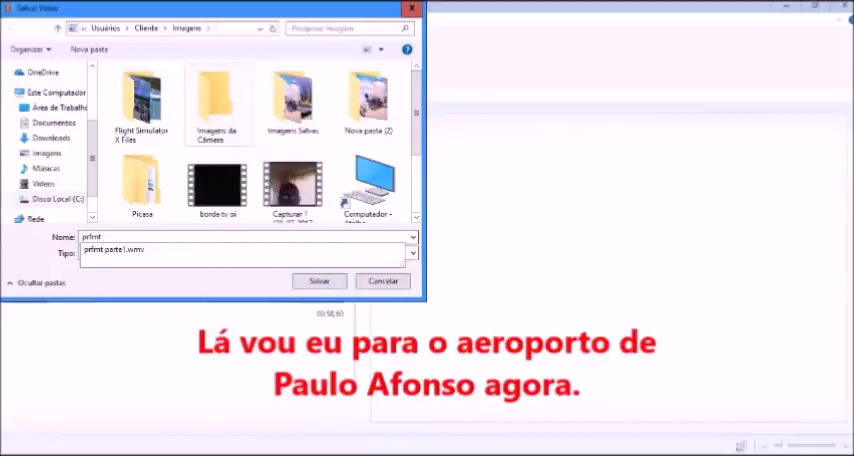 Salvar Vídeo
« Usuários › Cliente › Imagens ›
Pesquisar Imagens
Organizar
Nova pasta
OneDrive
Este Computador
Área de Trabalho
Documentos
Downloads
Imagens
Músicas
Vídeos
Disco Local (C:)
Rede
Flight Simulator
X Files
Imagens da
Câmera
Imagens Salvas
Nova pasta (2)
Picasa
borda tv oi
Capturar 1
Computador -
Nome: prfmt
prfmt parte1.wmv
Tipo:
Ocultar pastas
Salvar
Cancelar
Lá vou eu para o aeroporto de
Paulo Afonso agora.